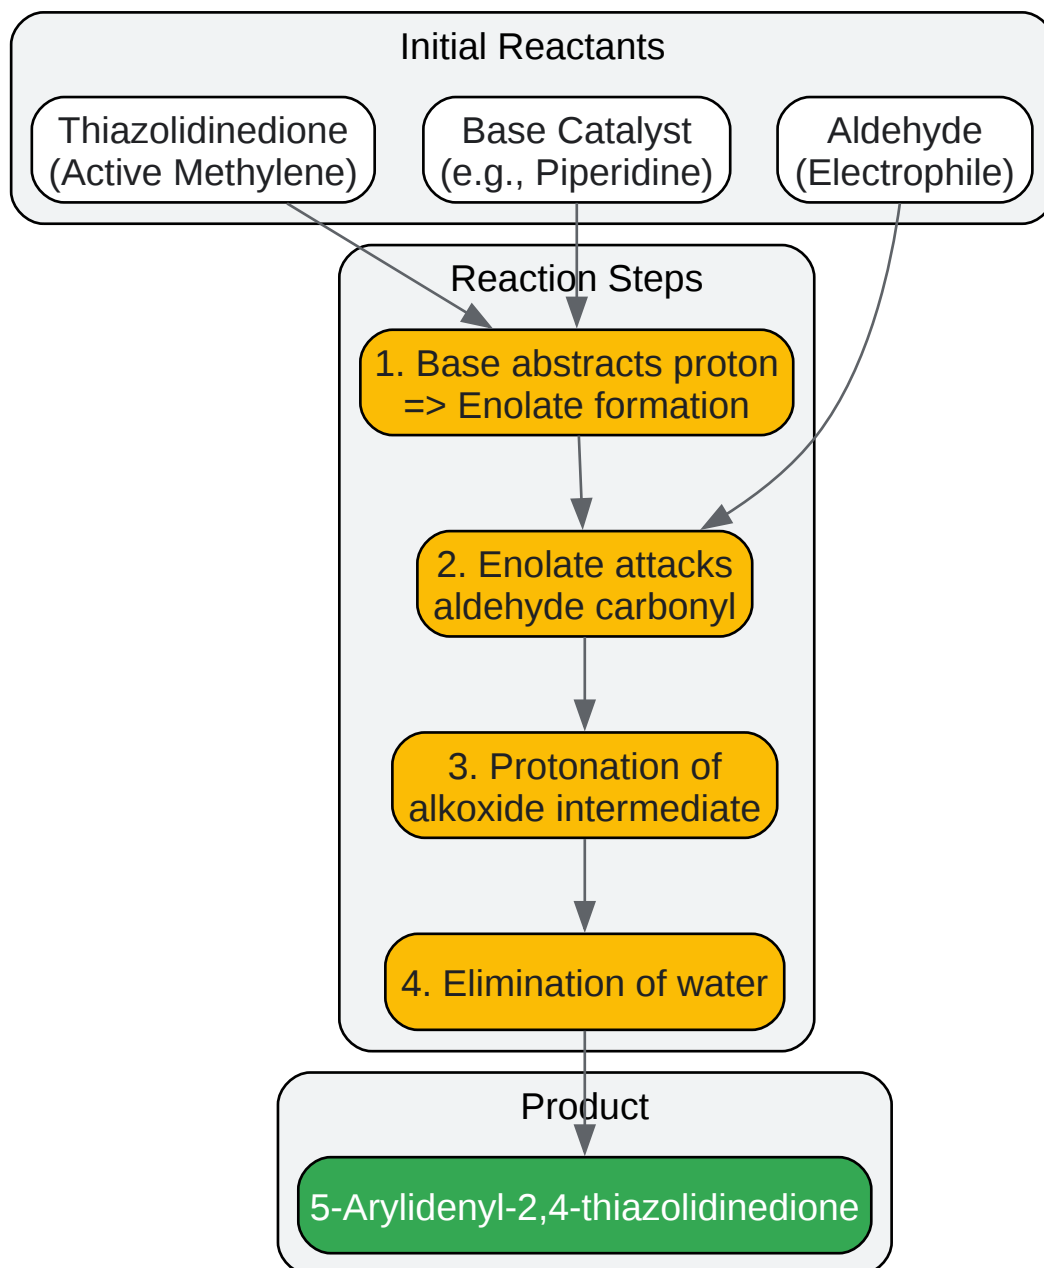 Initial Reactants
Thiazolidinedione
(Active Methylene)
Base Catalyst
(e.g., Piperidine)
Aldehyde
(Electrophile)
Reaction Steps
1. Base abstracts proton
=> Enolate formation
2. Enolate attacks
aldehyde carbonyl
3. Protonation of
alkoxide intermediate
4. Elimination of water
Product
5-Arylidenyl-2,4-thiazolidinedione